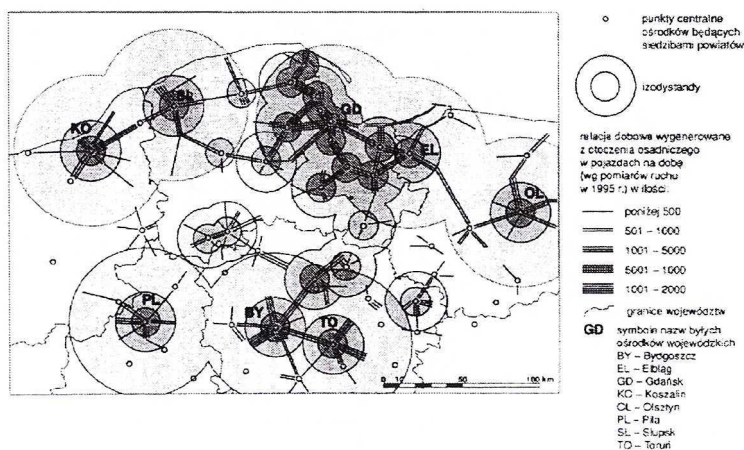 KO
SŁ
GD
EL
OL
PL
BY
TO
0 10 50 100 km
punkty centralne
ośrodków będących
siedzibami powiatów
izodystandy
relacje dobowe wygenerowane
z otoczenia osadniczego
w pojazdach na dobę
(wg pomiarów ruchu
w 1995 r.) w ilości:
poniżej 500
501 – 1000
1001 – 5000
5001 – 1000
1001 – 2000
granice województw
GD symbole nazw byłych
ośrodków wojewódzkich
BY – Bydgoszcz
EL – Elbląg
GD – Gdańsk
KO – Koszalin
OL – Olsztyn
PL – Piła
SŁ – Słupsk
TO – Toruń